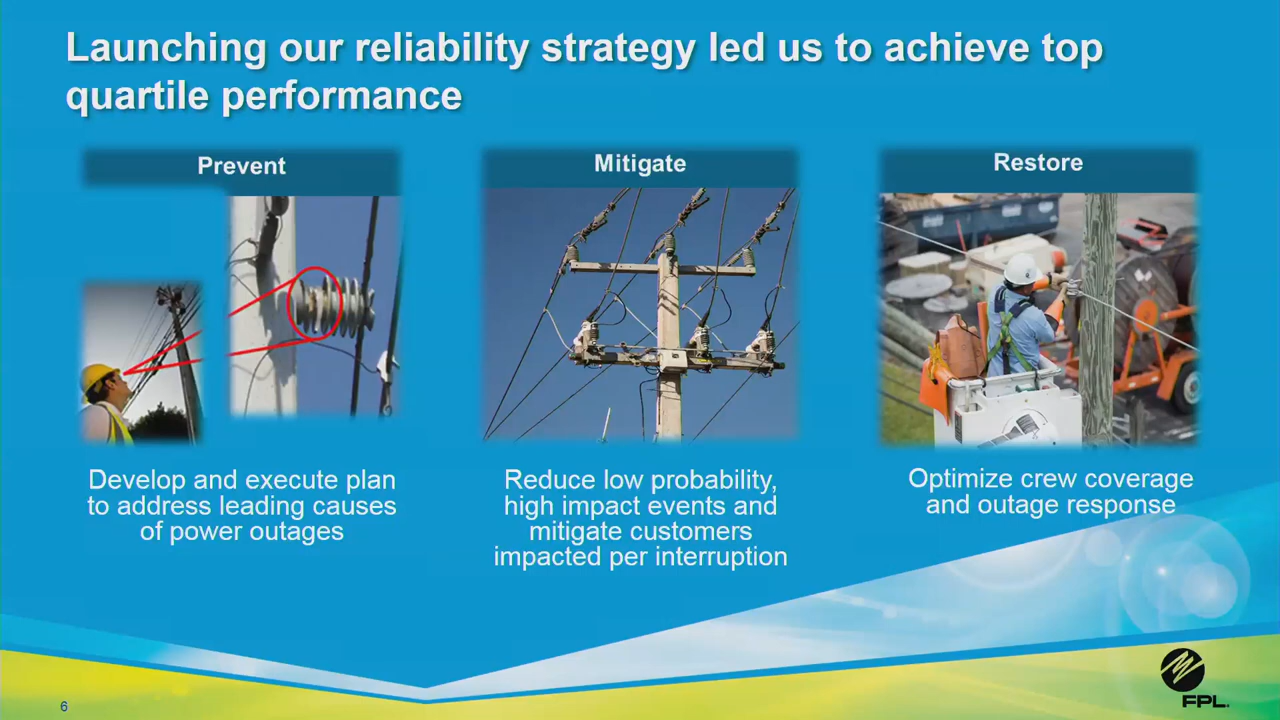 Launching our reliability strategy led us to achieve top
quartile performance
Prevent
Develop and execute plan
to address leading causes
of power outages
Mitigate
Reduce low probability,
high impact events and
mitigate customers
impacted per interruption
Restore
Optimize crew coverage
and outage response
6
FPL.